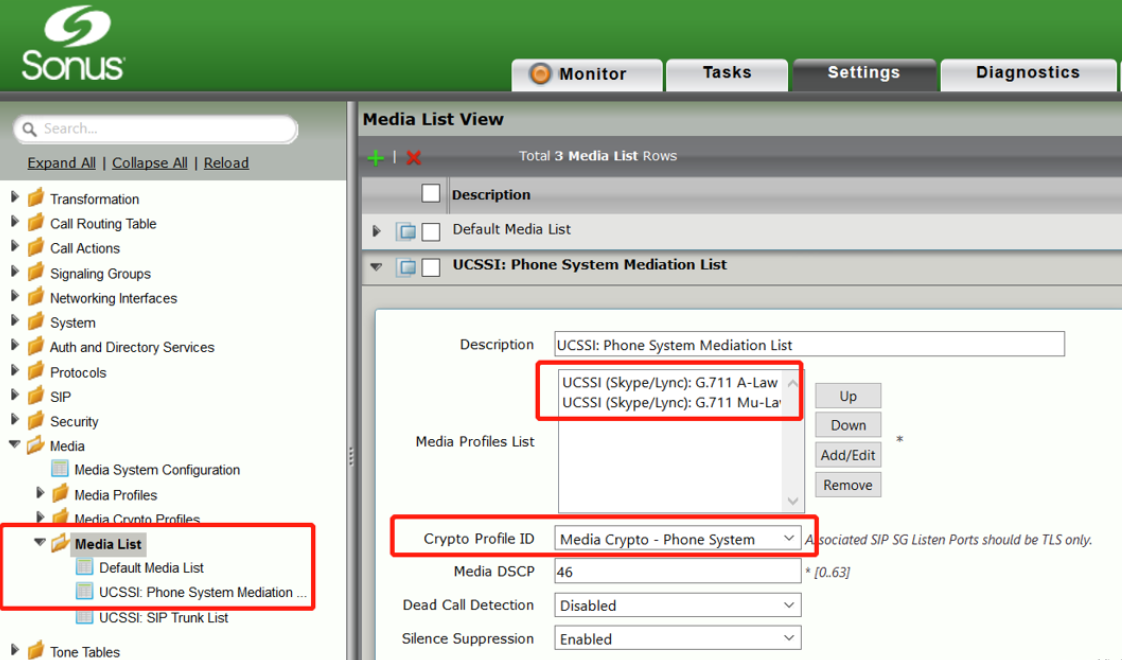 Sonus
Monitor
Tasks
Settings
Diagnostics
Search...
Expand All | Collapse All | Reload
Transformation
Call Routing Table
Call Actions
Signaling Groups
Networking Interfaces
System
Auth and Directory Services
Protocols
SIP
Security
Media
Media System Configuration
Media Profiles
Media Crypto Profiles
Media List
Default Media List
UCSSI: Phone System Mediation ...
UCSSI: SIP Trunk List
Tone Tables
Media List View
Total 3 Media List Rows
Description
Default Media List
UCSSI: Phone System Mediation List
Description UCSSI: Phone System Mediation List
UCSSI (Skype/Lync): G.711 A-Law
UCSSI (Skype/Lync): G.711 Mu-La
Media Profiles List
Up
Down
Add/Edit
Remove
*
Crypto Profile ID Media Crypto - Phone System Associated SIP SG Listen Ports should be TLS only.
Media DSCP 46 * [0..63]
Dead Call Detection Disabled
Silence Suppression Enabled